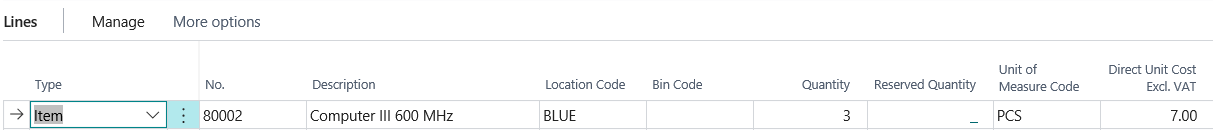 Lines Manage More options
Type No. Description Location Code Bin Code Quantity Reserved Quantity Unit of Measure Code Direct Unit Cost Excl. VAT
Item 80002 Computer III 600 MHz BLUE 3 _ PCS 7.00